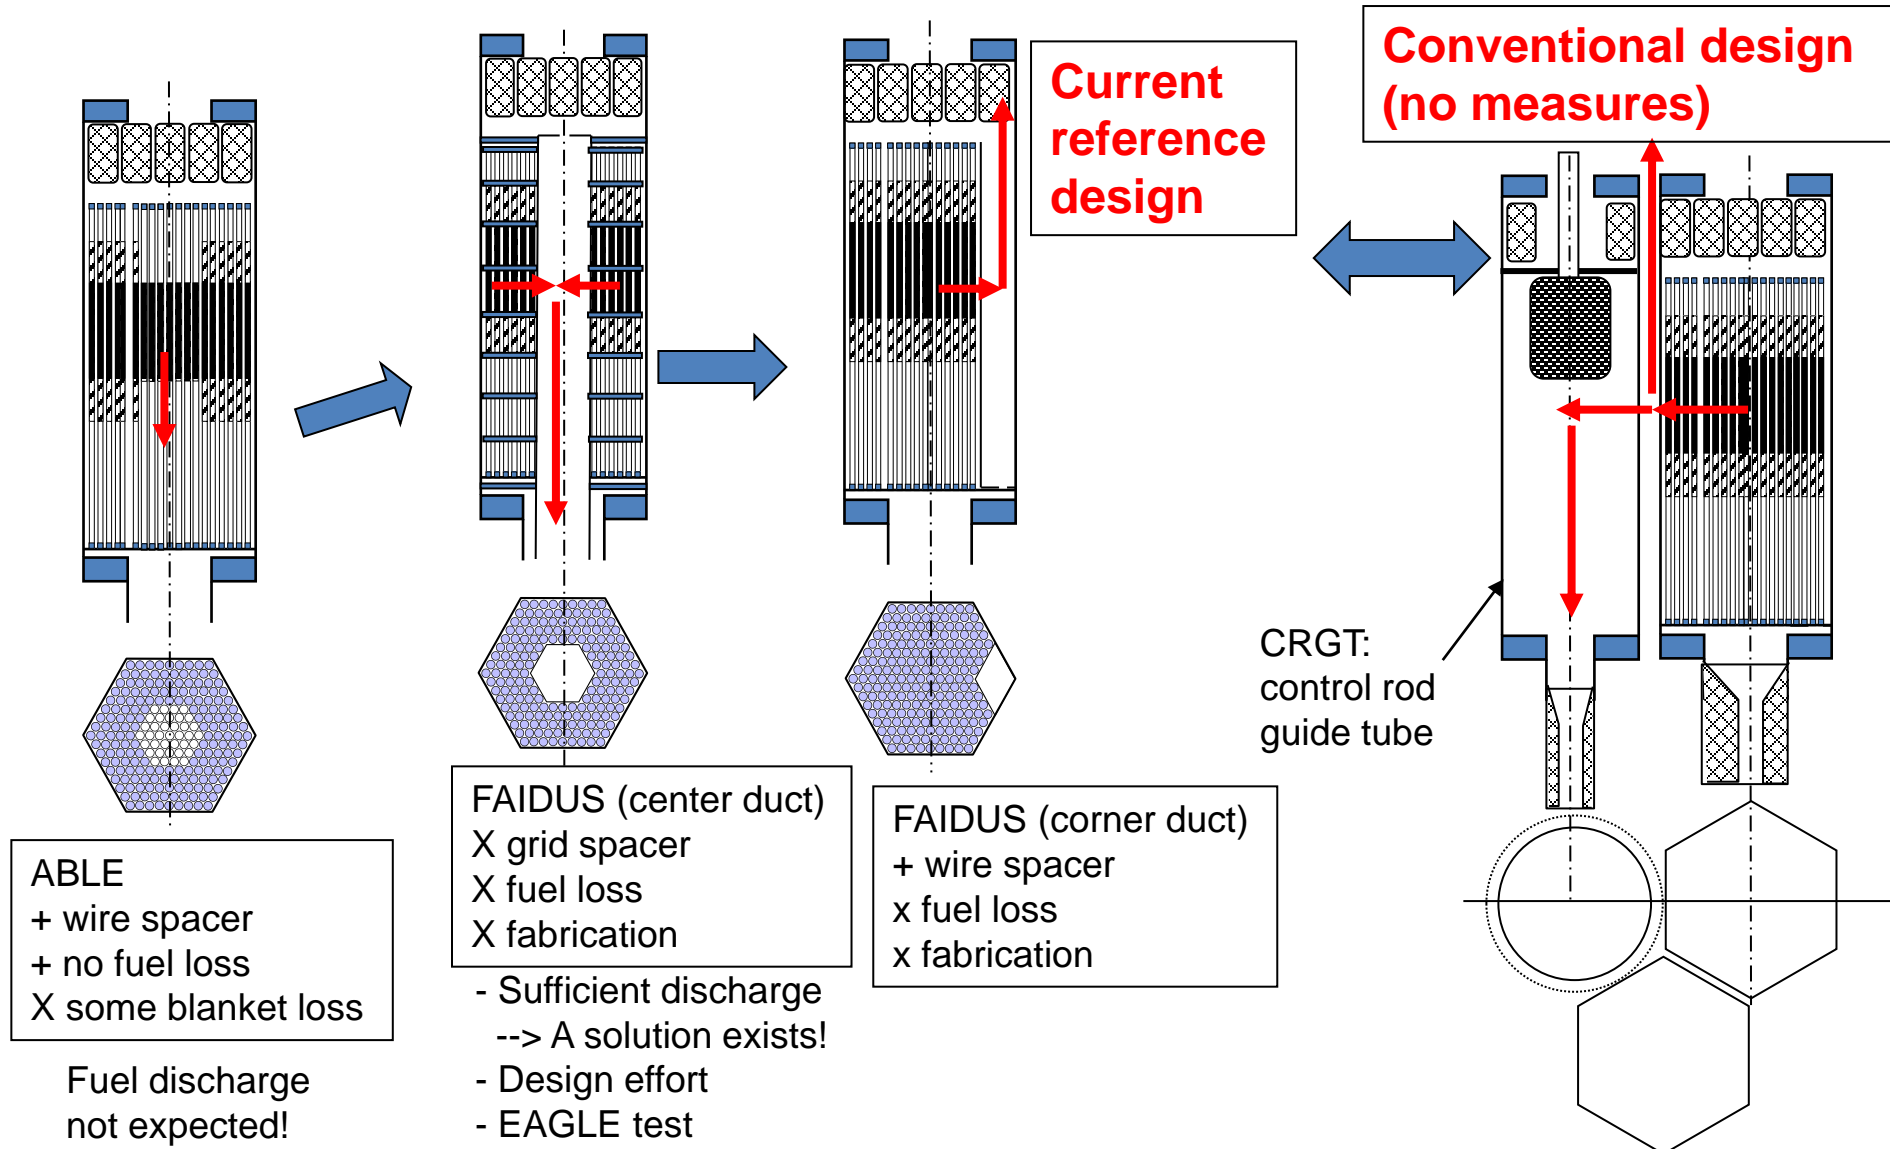 Current
reference
design
Conventional design
(no measures)
CRGT:
control rod
guide tube
ABLE
+ wire spacer
+ no fuel loss
X some blanket loss
Fuel discharge
not expected!
FAIDUS (center duct)
X grid spacer
X fuel loss
X fabrication
- Sufficient discharge
--> A solution exists!
- Design effort
- EAGLE test
FAIDUS (corner duct)
+ wire spacer
x fuel loss
x fabrication